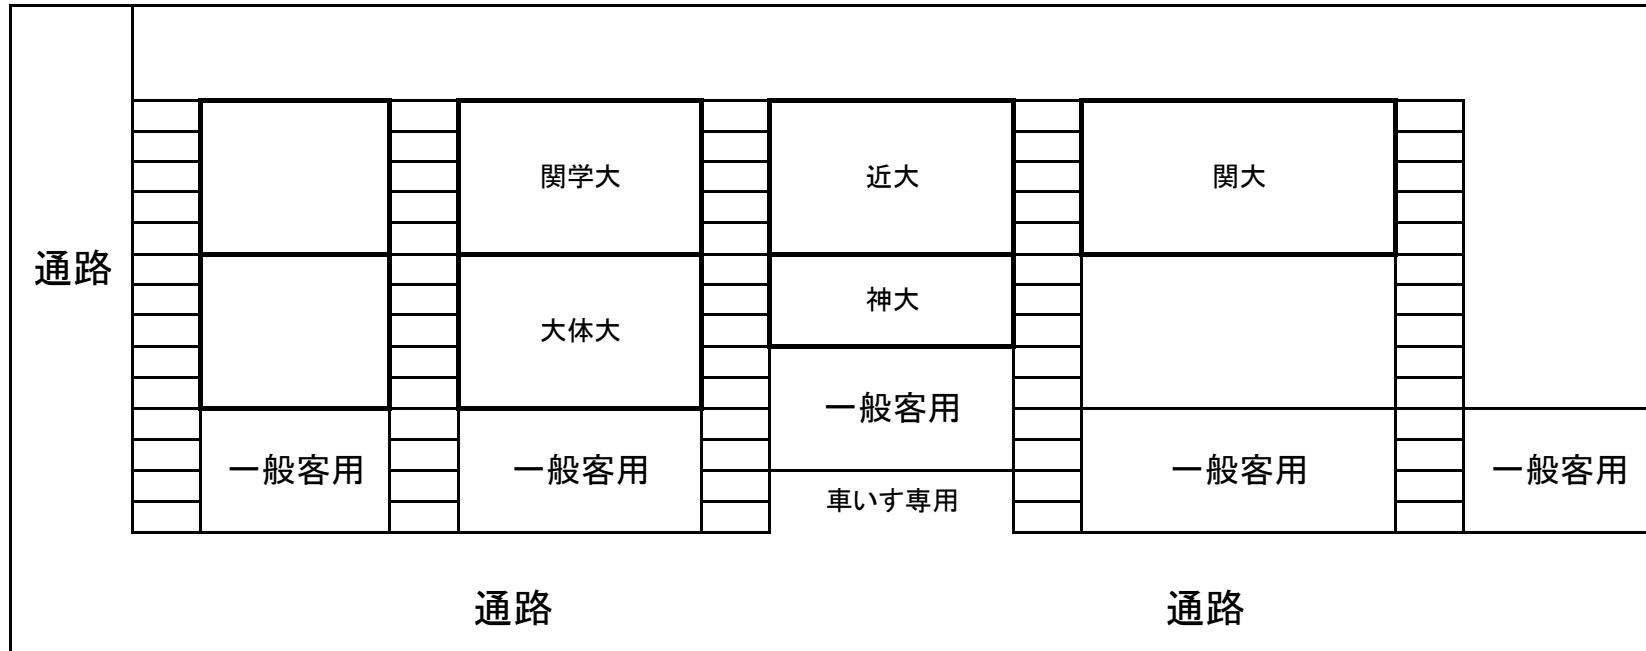 関学大
近大
関大
通路
神大
大体大
一般客用
一般客用
一般客用
一般客用
一般客用
車いす専用
通路
通路